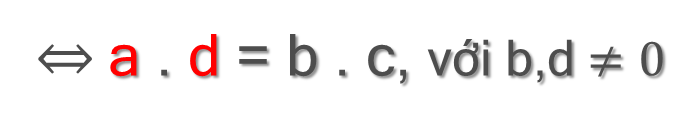 ⇔ a . d = b . c, với b,d ≠ 0